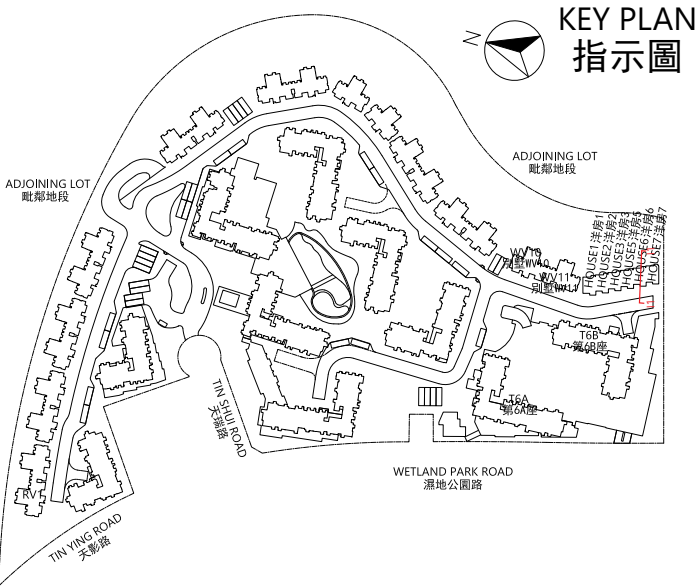 KEY PLAN
指示圖
N
ADJOINING LOT
毗鄰地段
ADJOINING LOT
毗鄰地段
HOUSE1洋房1
HOUSE2洋房2
HOUSE3洋房3
HOUSE5洋房5
HOUSE6洋房6
HOUSE7洋房7
WV10
別墅WV10
WV11
別墅WV11
T6B
第6B座
T6A
第6A座
TIN SHUI ROAD
天瑞路
WETLAND PARK ROAD
濕地公園路
RV1
TIN YING ROAD
天影路